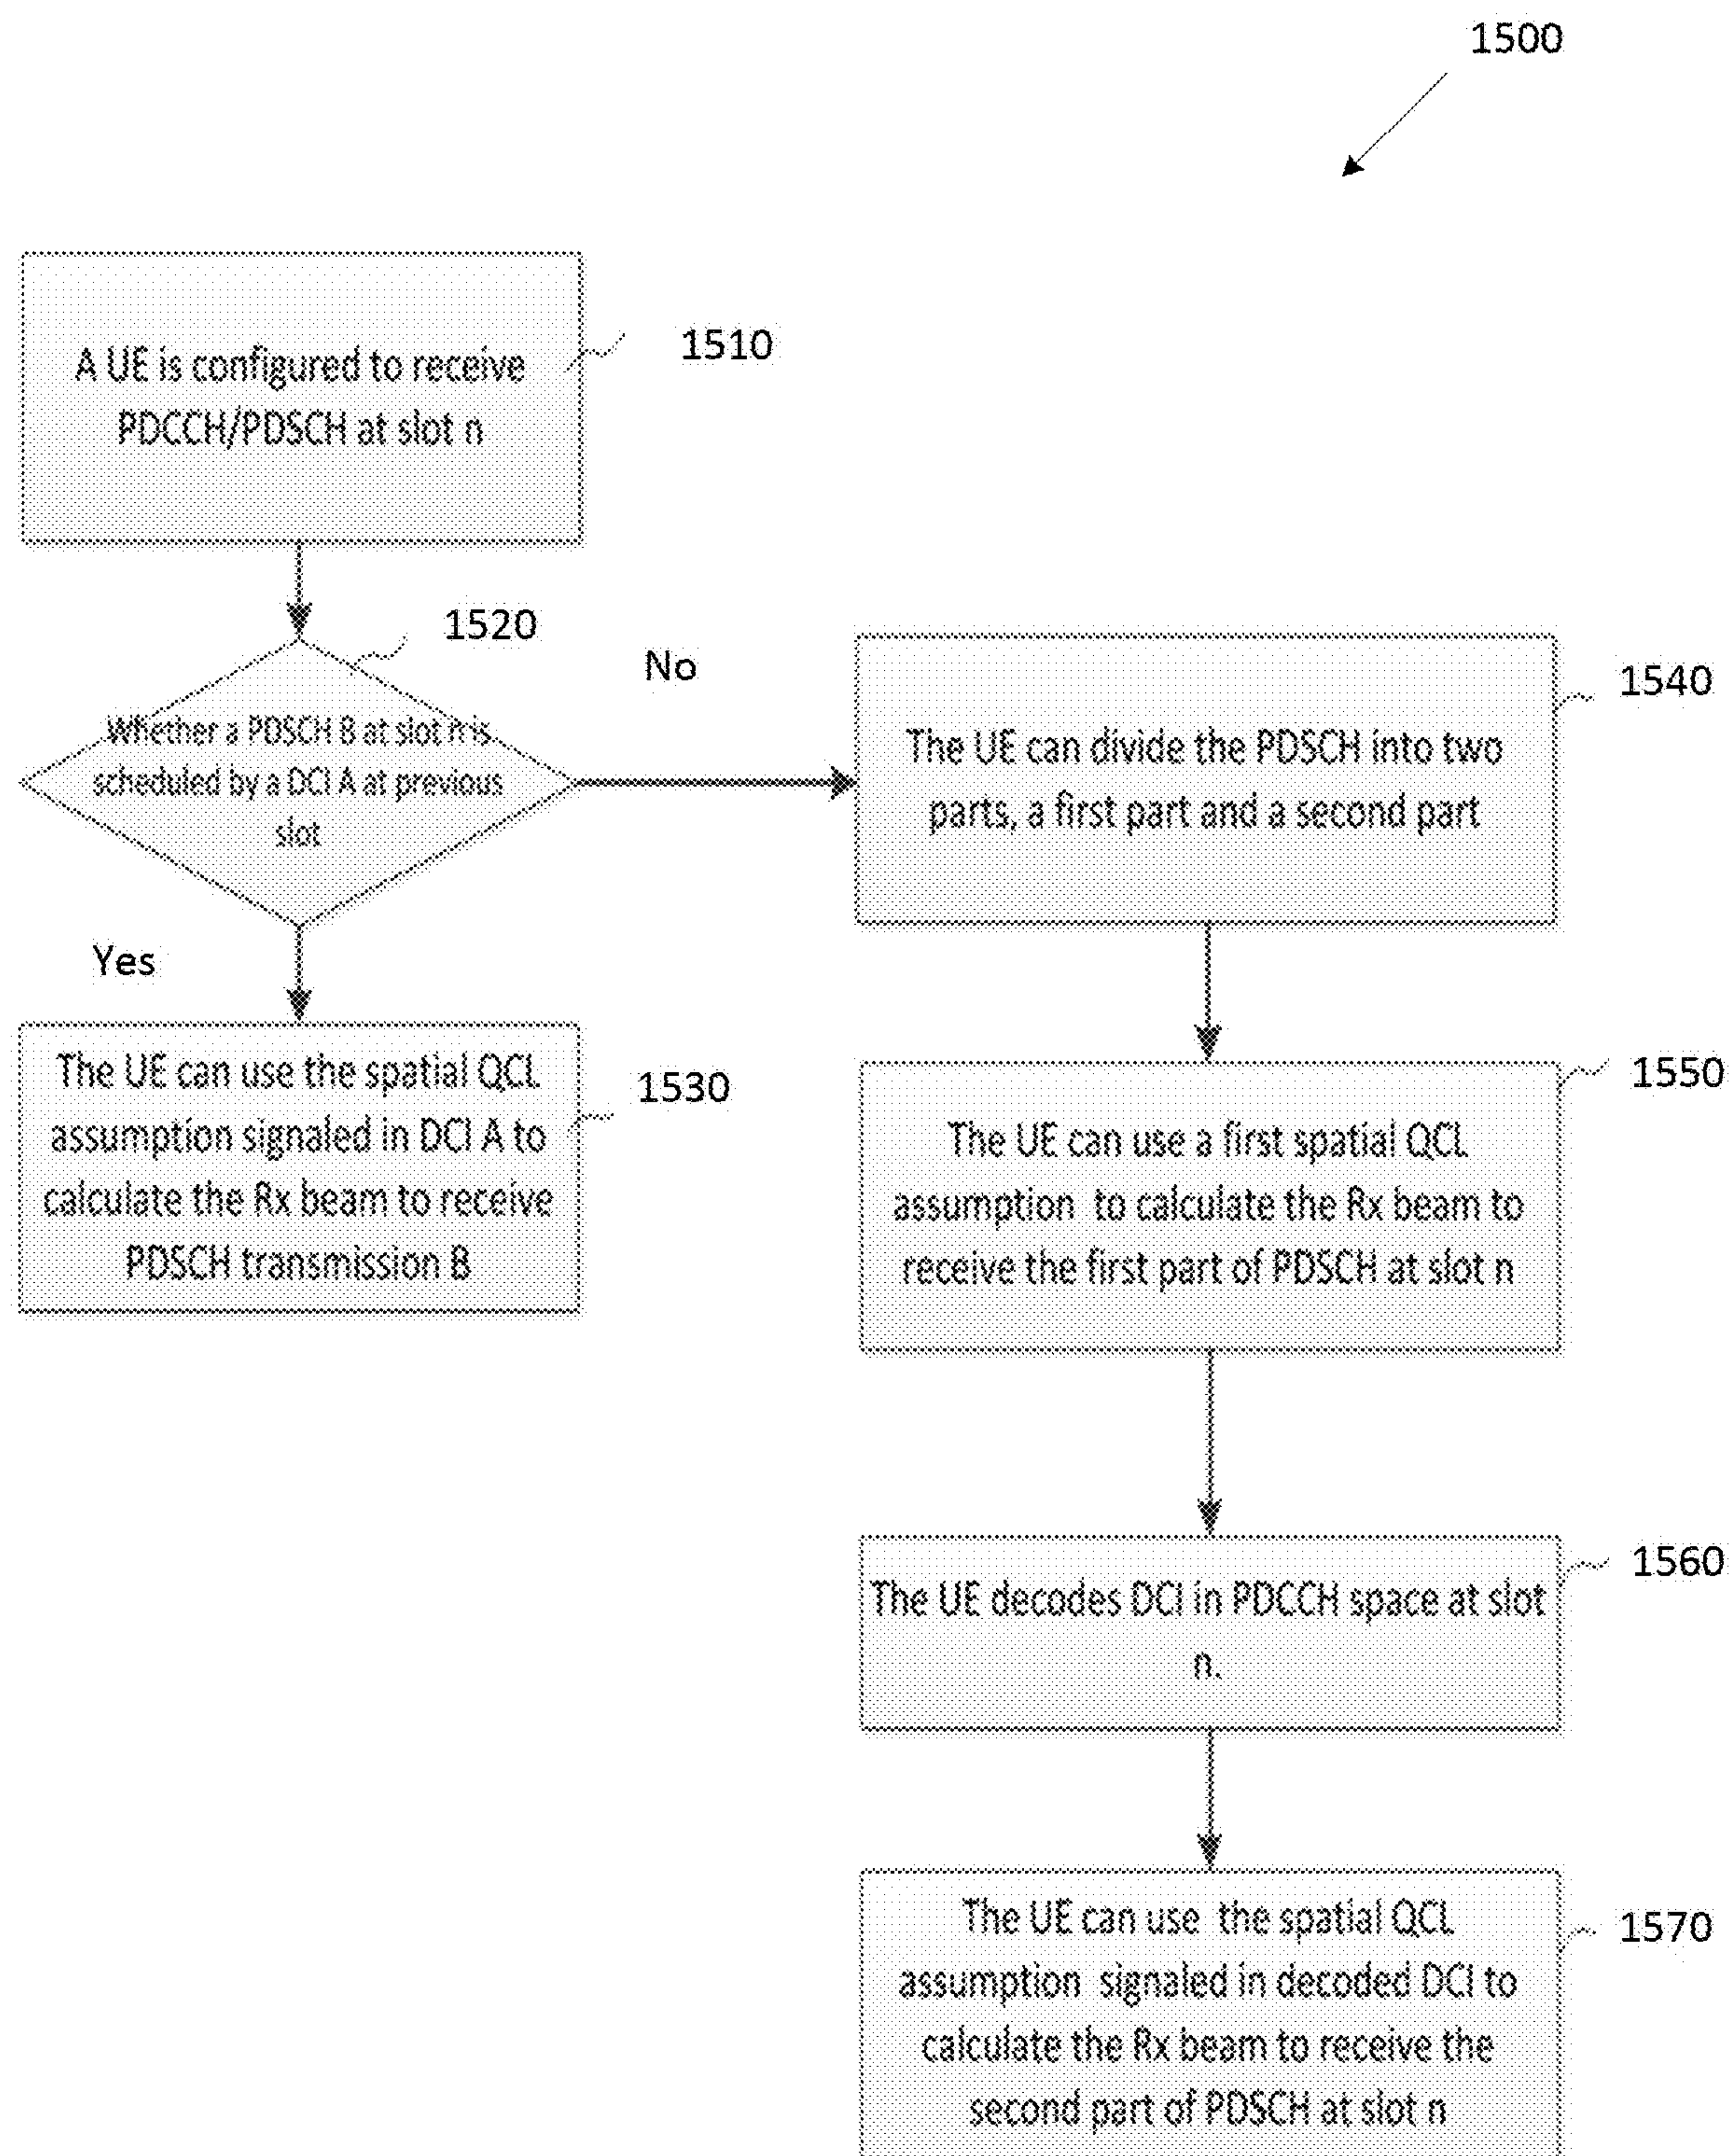 1500
A UE is configured to receive
PDCCH/PDSCH at slot n
1510
1520
Whether a PDSCH B at slot n is
scheduled by a DCI A at previous
slot
No
Yes
The UE can use the spatial QCL
assumption signaled in DCI A to
calculate the Rx beam to receive
PDSCH transmission B
1530
The UE can divide the PDSCH into two
parts, a first part and a second part
1540
The UE can use a first spatial QCL
assumption to calculate the Rx beam to
receive the first part of PDSCH at slot n
1550
The UE decodes DCI in PDCCH space at slot
n.
1560
The UE can use the spatial QCL
assumption signaled in decoded DCI to
calculate the Rx beam to receive the
second part of PDSCH at slot n
1570